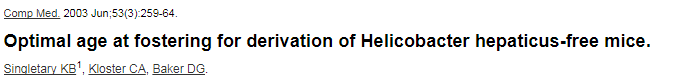 Comp Med. 2003 Jun;53(3):259-64.
Optimal age at fostering for derivation of Helicobacter hepaticus-free mice.
Singletary KB1, Kloster CA, Baker DG.